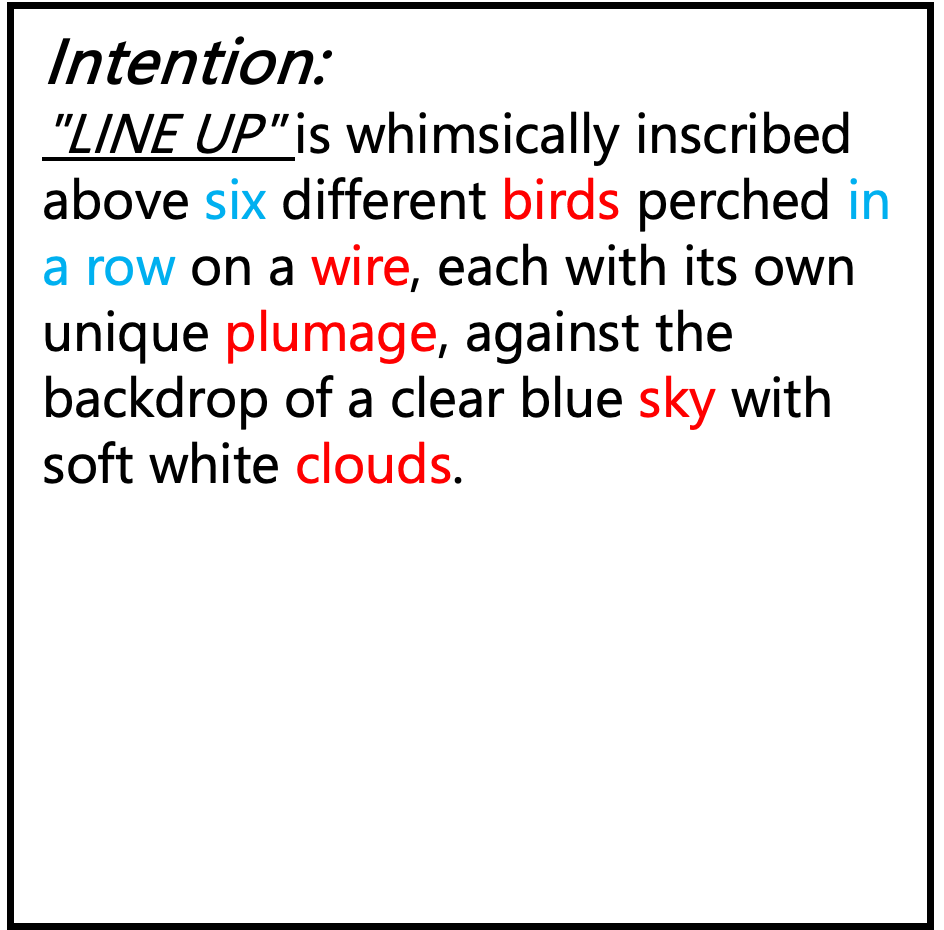 Intention:
"LINE UP" is whimsically inscribed
above six different birds perched in
a row on a wire, each with its own
unique plumage, against the
backdrop of a clear blue sky with
soft white clouds.